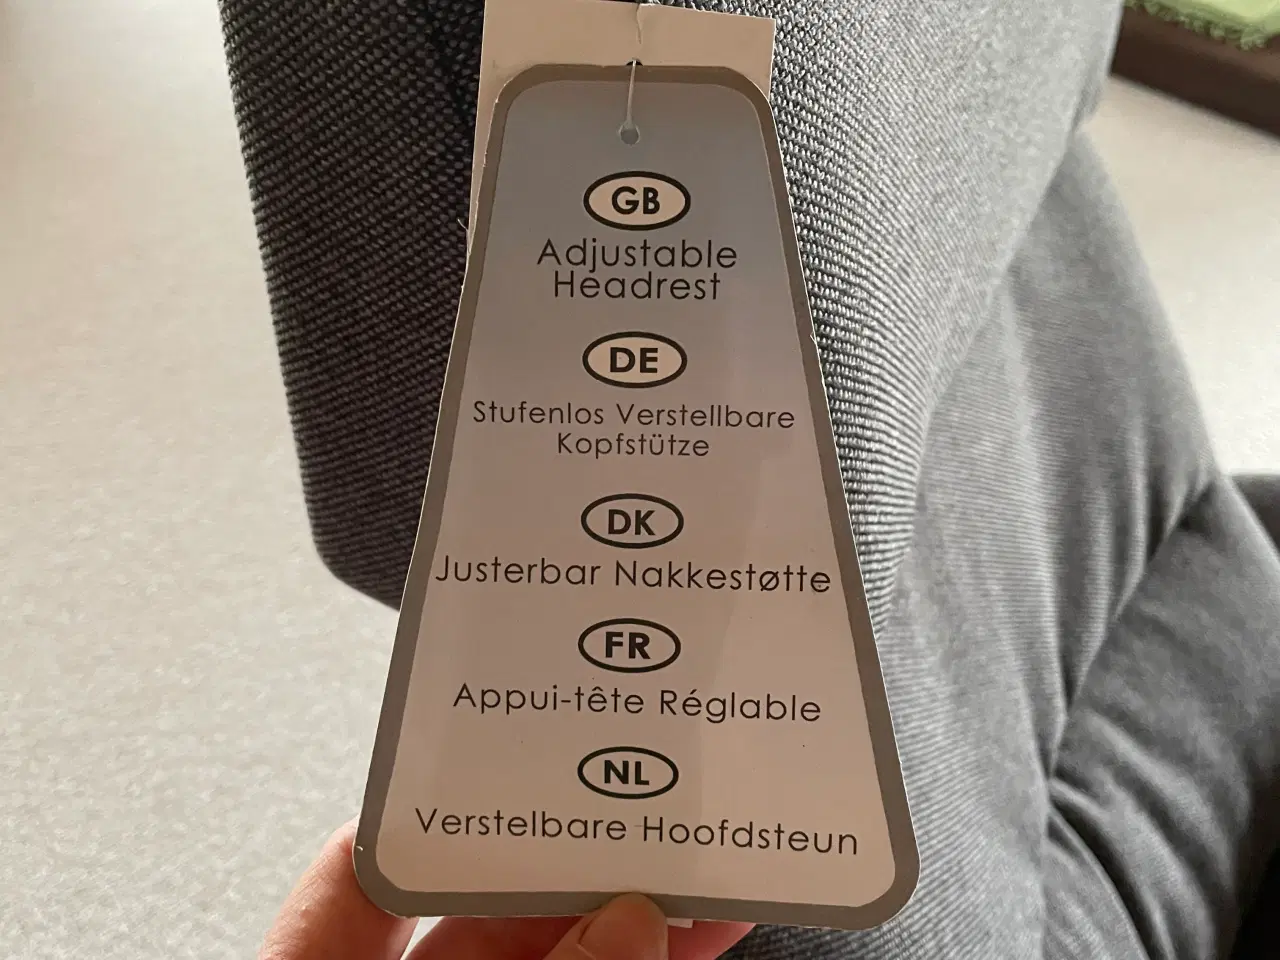 GB
Adjustable
Headrest
DE
Stufenlos Verstellbare
Kopfstütze
DK
Justerbar Nakkestøtte
FR
Appui-tête Réglable
NL
Verstelbare Hoofdsteun